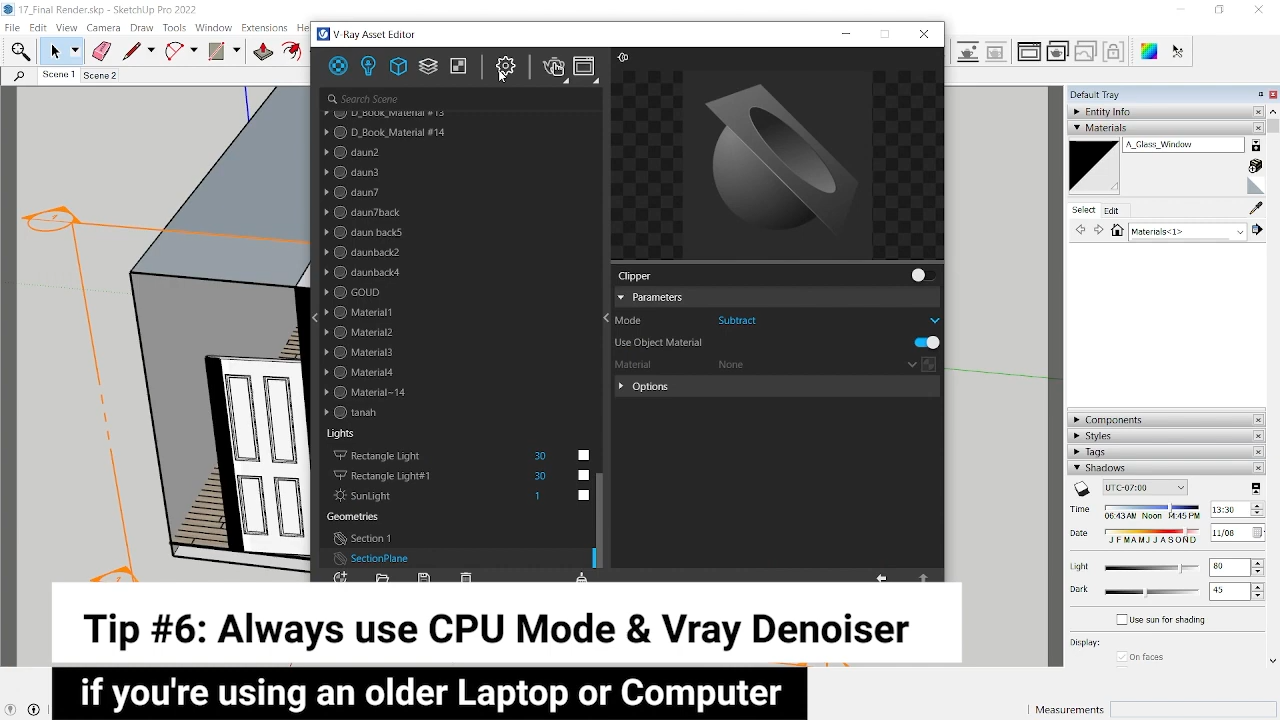 17_Final Render.skp - SketchUp Pro 2022
File Edit View Camera Draw Tools Window Extensions He
Scene 1 Scene 2
V-Ray Asset Editor
Search Scene
D_Book_Material #13
D_Book_Material #14
daun2
daun3
daun7
daun7back
daun back5
daunback2
daunback4
GOUD
Material1
Material2
Material3
Material4
Material~14
tanah
Lights
Rectangle Light 30
Rectangle Light#1 30
SunLight 1
Geometries
Section 1
SectionPlane
Clipper
Parameters
Mode Subtract
Use Object Material
Material None
Options
Default Tray
Entity Info
Materials
A_Glass_Window
Select Edit
Materials<1>
Components
Styles
Tags
Shadows
UTC-07:00
Time 06:43 AM Noon 04:45 PM 13:30
Date J F M A M J J A S O N D 11/08
Light 80
Dark 45
Use sun for shading
Display:
On faces
Tip #6: Always use CPU Mode & Vray Denoiser
if you're using an older Laptop or Computer
Measurements